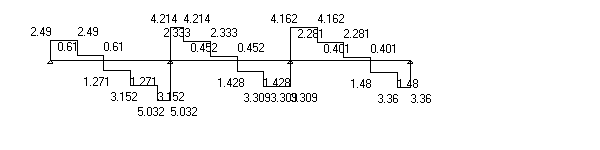 4.214 4.214 4.162 4.162
2.49 2.49 2.333 2.333 2.281 2.281
0.61 0.61 0.452 0.452 0.401 0.401
1.271 1.271 1.428 1.428 1.48 1.48
3.152 3.152 3.309 3.309 3.309 3.36 3.36
5.032 5.032